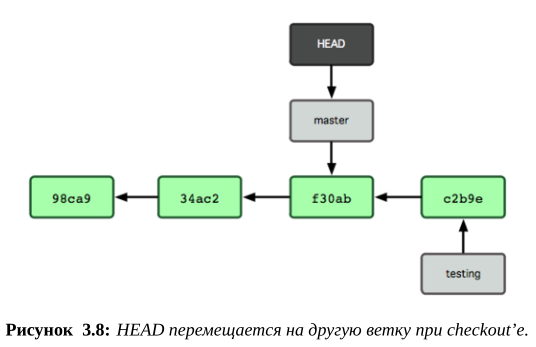 HEAD
master
98ca9 34ac2 f30ab c2b9e
testing
Рисунок 3.8: HEAD перемещается на другую ветку при checkout’е.